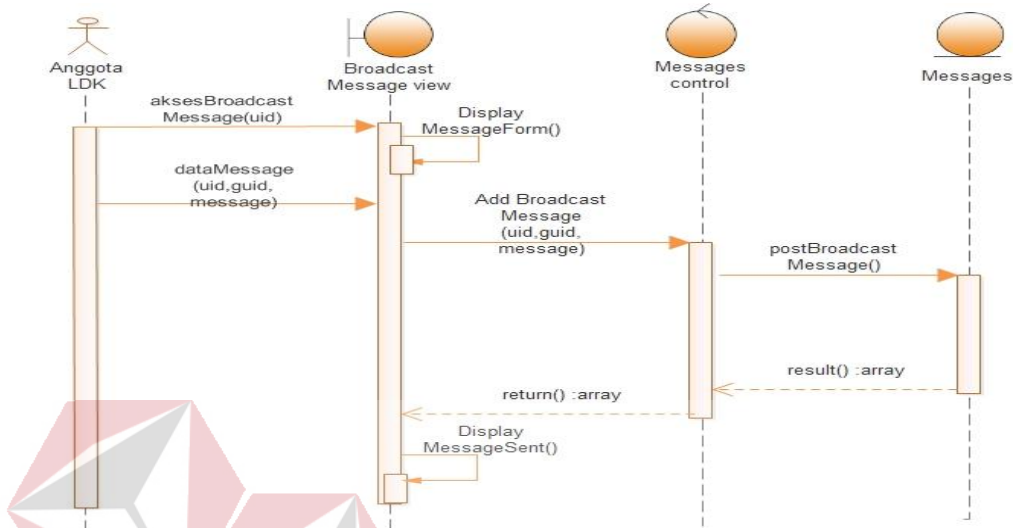 Anggota
LDK
Broadcast
Message view
Messages
control
Messages
aksesBroadcast
Message(uid)
Display
MessageForm()
dataMessage
(uid,guid,
message)
Add Broadcast
Message
(uid,guid,
message)
postBroadcast
Message()
result() :array
return() :array
Display
MessageSent()